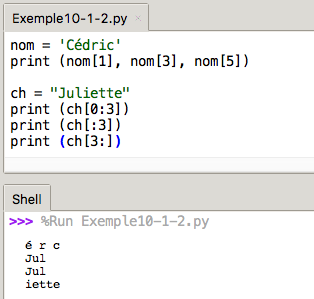 Exemple10-1-2.py ×
nom = 'Cédric'
print (nom[1], nom[3], nom[5])
ch = "Juliette"
print (ch[0:3])
print (ch[:3])
print (ch[3:])
Shell
>>> %Run Exemple10-1-2.py
é r c
Jul
Jul
iette